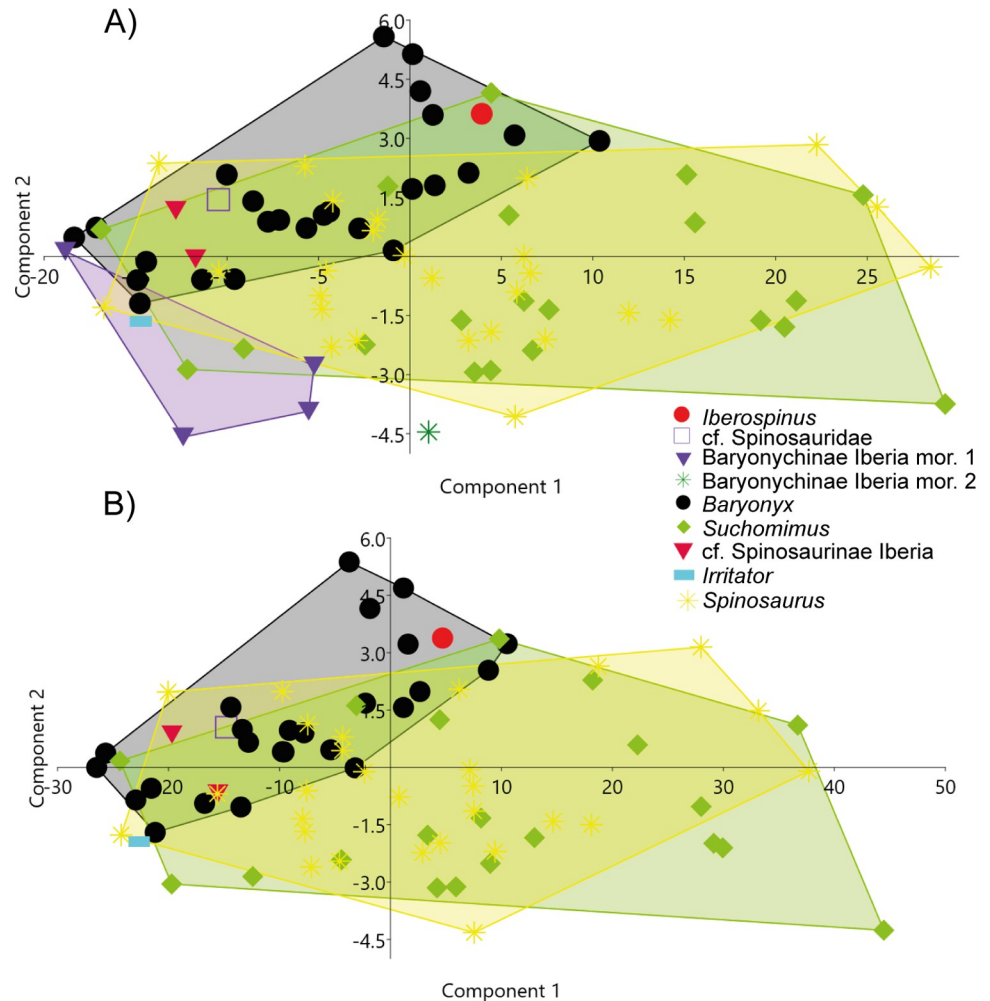 A)
6.0
4.5
3.0
1.5
-20 -5 5 10 15 20 25
-1.5
-3.0
-4.5
Component 2
Component 1
Iberospinus
cf. Spinosauridae
Baryonychinae Iberia mor. 1
Baryonychinae Iberia mor. 2
Baryonyx
Suchomimus
cf. Spinosaurinae Iberia
Irritator
Spinosaurus
B)
6.0
4.5
3.0
1.5
-30 -20 -10 10 20 30 40 50
-1.5
-3.0
-4.5
Component 2
Component 1